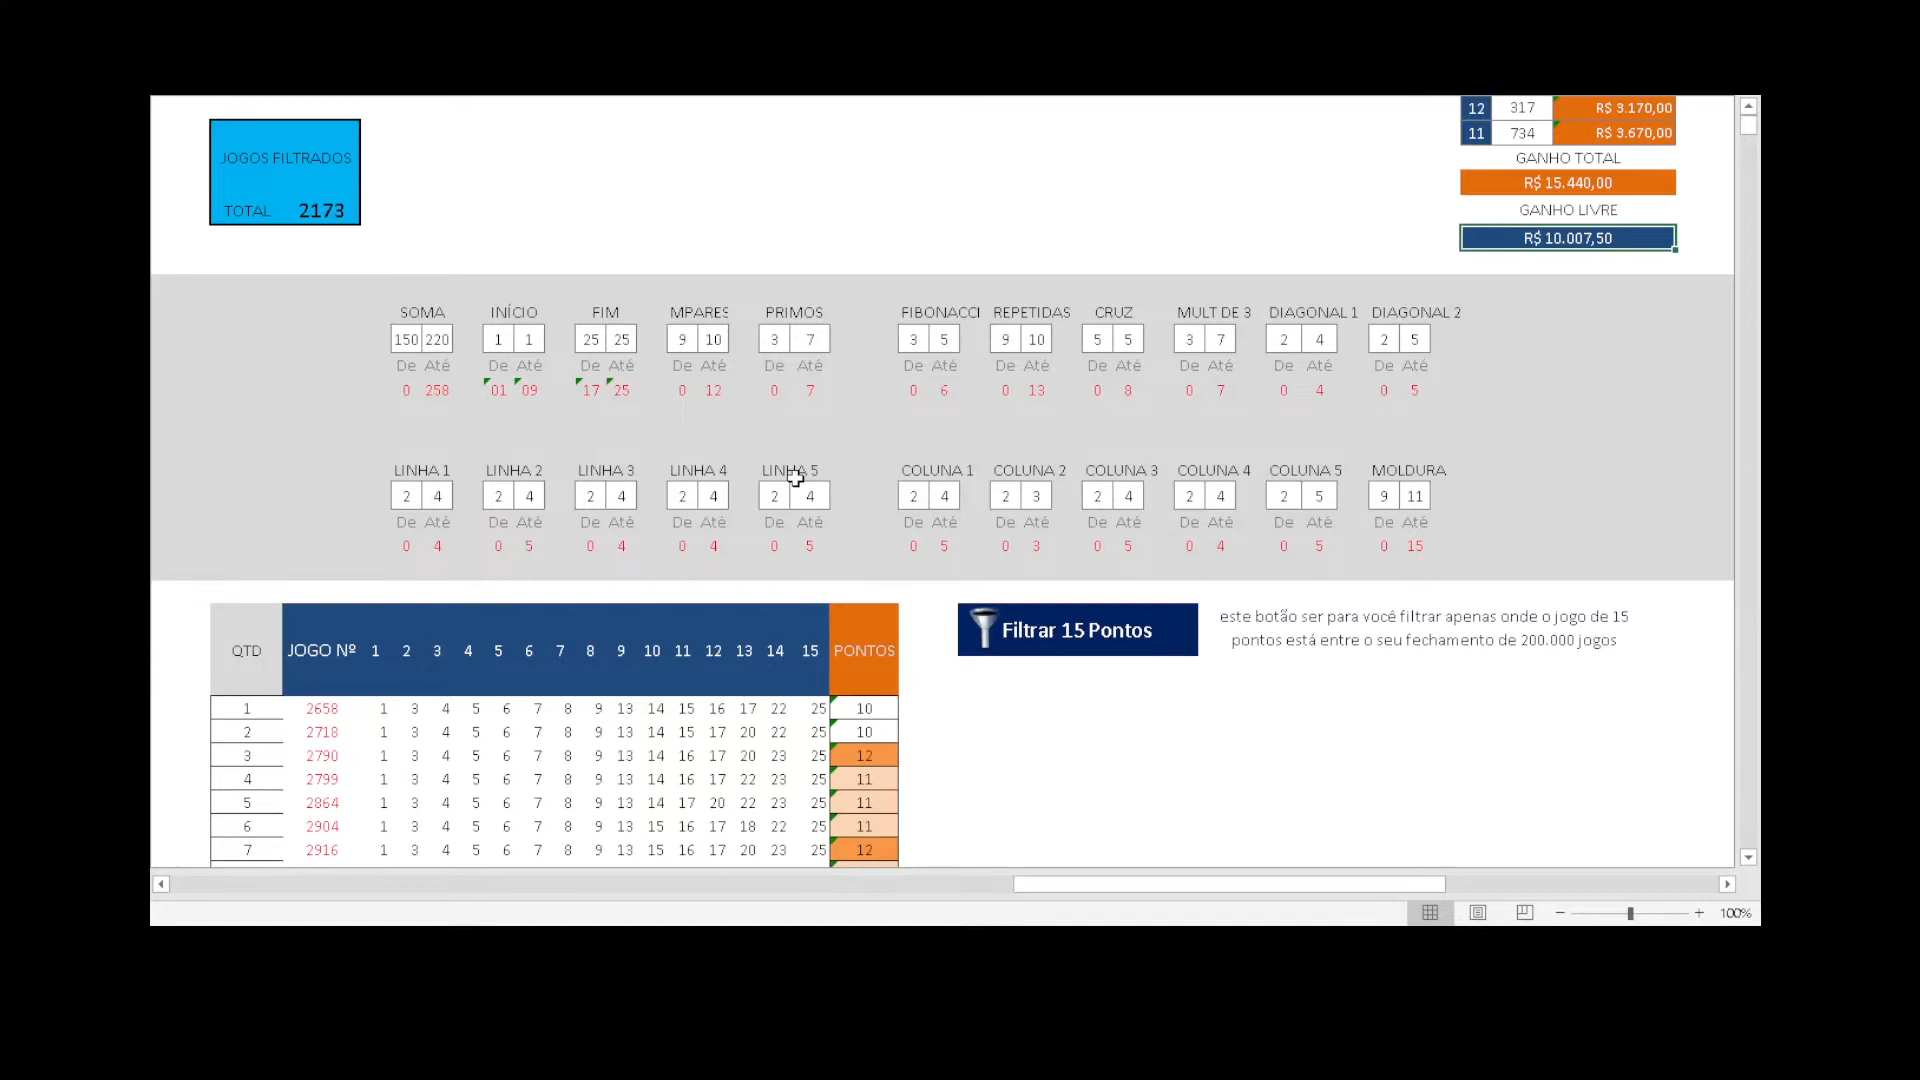 12 317 R$ 3.170,00
11 734 R$ 3.670,00
GANHO TOTAL
R$ 15.440,00
GANHO LIVRE
R$ 10.007,50
JOGOS FILTRADOS
TOTAL 2173
SOMA INÍCIO FIM MPARES PRIMOS FIBONACCI REPETIDAS CRUZ MULT DE 3 DIAGONAL 1 DIAGONAL 2
150 220 1 1 25 25 9 10 3 7 3 5 9 10 5 5 3 7 2 4 2 5
De Até De Até De Até De Até De Até De Até De Até De Até De Até De Até De Até
0 258 01 09 17 25 0 12 0 7 0 6 0 13 0 8 0 7 0 4 0 5
LINHA 1 LINHA 2 LINHA 3 LINHA 4 LINHA 5 COLUNA 1 COLUNA 2 COLUNA 3 COLUNA 4 COLUNA 5 MOLDURA
2 4 2 4 2 4 2 4 2 4 2 4 2 3 2 4 2 4 2 5 9 11
De Até De Até De Até De Até De Até De Até De Até De Até De Até De Até De Até
0 4 0 5 0 4 0 4 0 5 0 5 0 3 0 5 0 4 0 5 0 15
Filtrar 15 Pontos
este botão ser para você filtrar apenas onde o jogo de 15
pontos está entre o seu fechamento de 200.000 jogos
QTD JOGO Nº 1 2 3 4 5 6 7 8 9 10 11 12 13 14 15 PONTOS
1 2658 1 3 4 5 6 7 8 9 13 14 15 16 17 22 25 10
2 2718 1 3 4 5 6 7 8 9 13 14 15 17 20 22 25 10
3 2790 1 3 4 5 6 7 8 9 13 14 16 17 20 23 25 12
4 2799 1 3 4 5 6 7 8 9 13 14 16 17 22 23 25 11
5 2864 1 3 4 5 6 7 8 9 13 14 17 20 22 23 25 11
6 2904 1 3 4 5 6 7 8 9 13 15 16 17 18 22 25 11
7 2916 1 3 4 5 6 7 8 9 13 15 16 17 20 23 25 12
100%